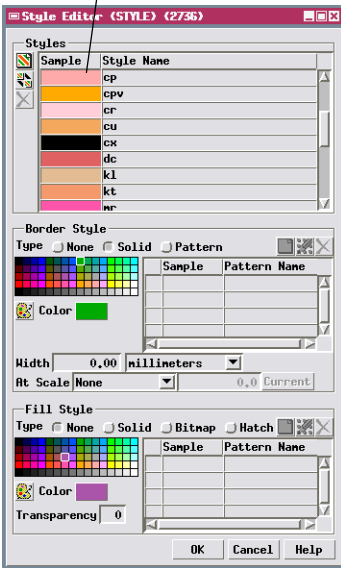 Style Editor (STYLE) (2736)
Styles
Sample Style Name
cp
cpv
cr
cu
cx
dc
kl
kt
mr
Border Style
Type None Solid Pattern
Sample Pattern Name
Color
Width 0.00 millimeters
At Scale None 0.0 Current
Fill Style
Type None Solid Bitmap Hatch
Sample Pattern Name
Color
Transparency 0
OK Cancel Help